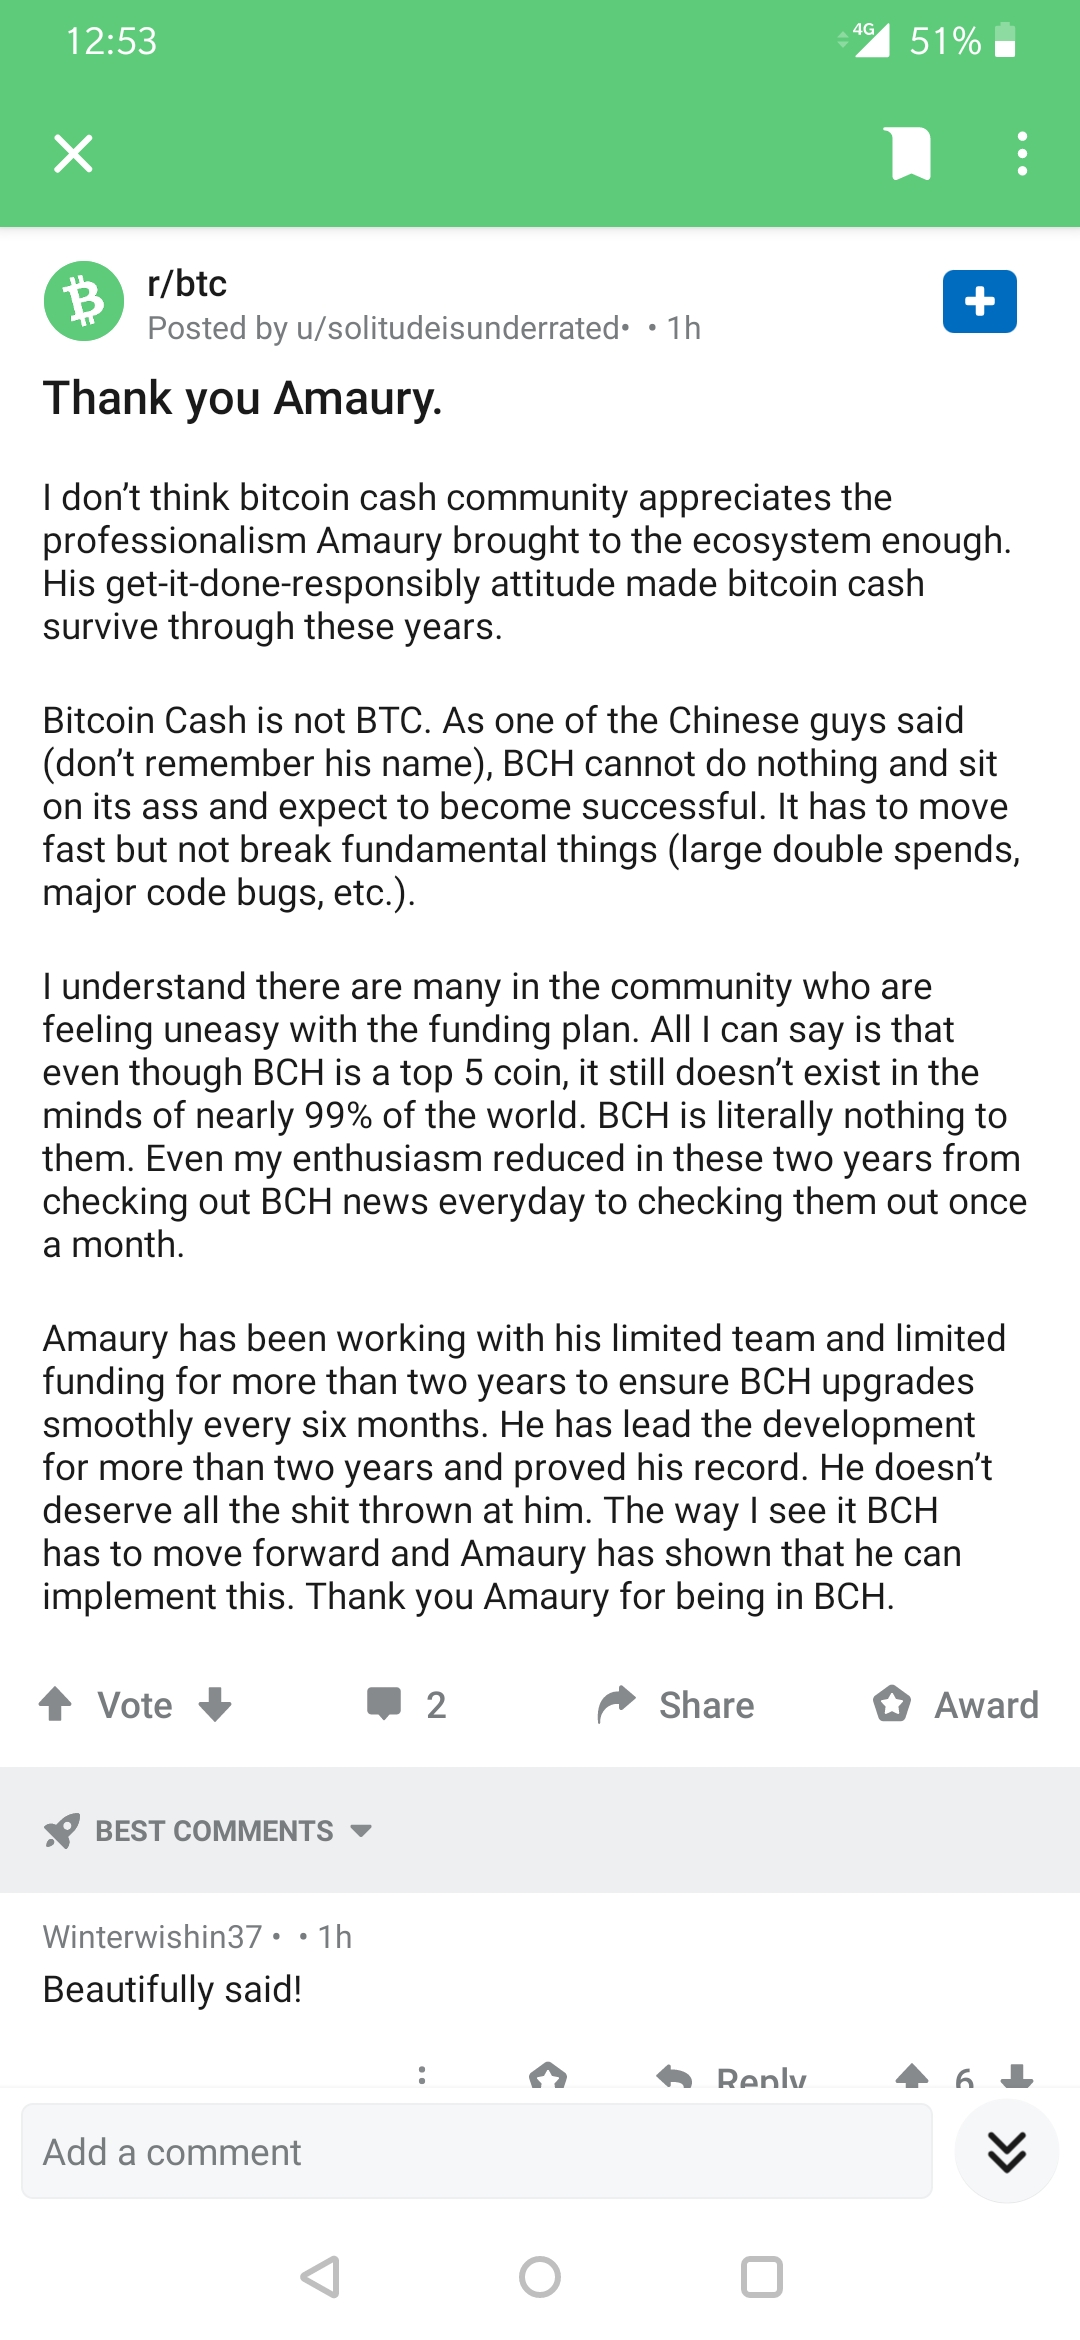 12:53
4G 51%
r/btc
Posted by u/solitudeisunderrated• • 1h
Thank you Amaury.
I don’t think bitcoin cash community appreciates the
professionalism Amaury brought to the ecosystem enough.
His get-it-done-responsibly attitude made bitcoin cash
survive through these years.
Bitcoin Cash is not BTC. As one of the Chinese guys said
(don’t remember his name), BCH cannot do nothing and sit
on its ass and expect to become successful. It has to move
fast but not break fundamental things (large double spends,
major code bugs, etc.).
I understand there are many in the community who are
feeling uneasy with the funding plan. All I can say is that
even though BCH is a top 5 coin, it still doesn’t exist in the
minds of nearly 99% of the world. BCH is literally nothing to
them. Even my enthusiasm reduced in these two years from
checking out BCH news everyday to checking them out once
a month.
Amaury has been working with his limited team and limited
funding for more than two years to ensure BCH upgrades
smoothly every six months. He has lead the development
for more than two years and proved his record. He doesn’t
deserve all the shit thrown at him. The way I see it BCH
has to move forward and Amaury has shown that he can
implement this. Thank you Amaury for being in BCH.
Vote 2 Share Award
BEST COMMENTS
Winterwishin37 • • 1h
Beautifully said!
Reply 6
Add a comment